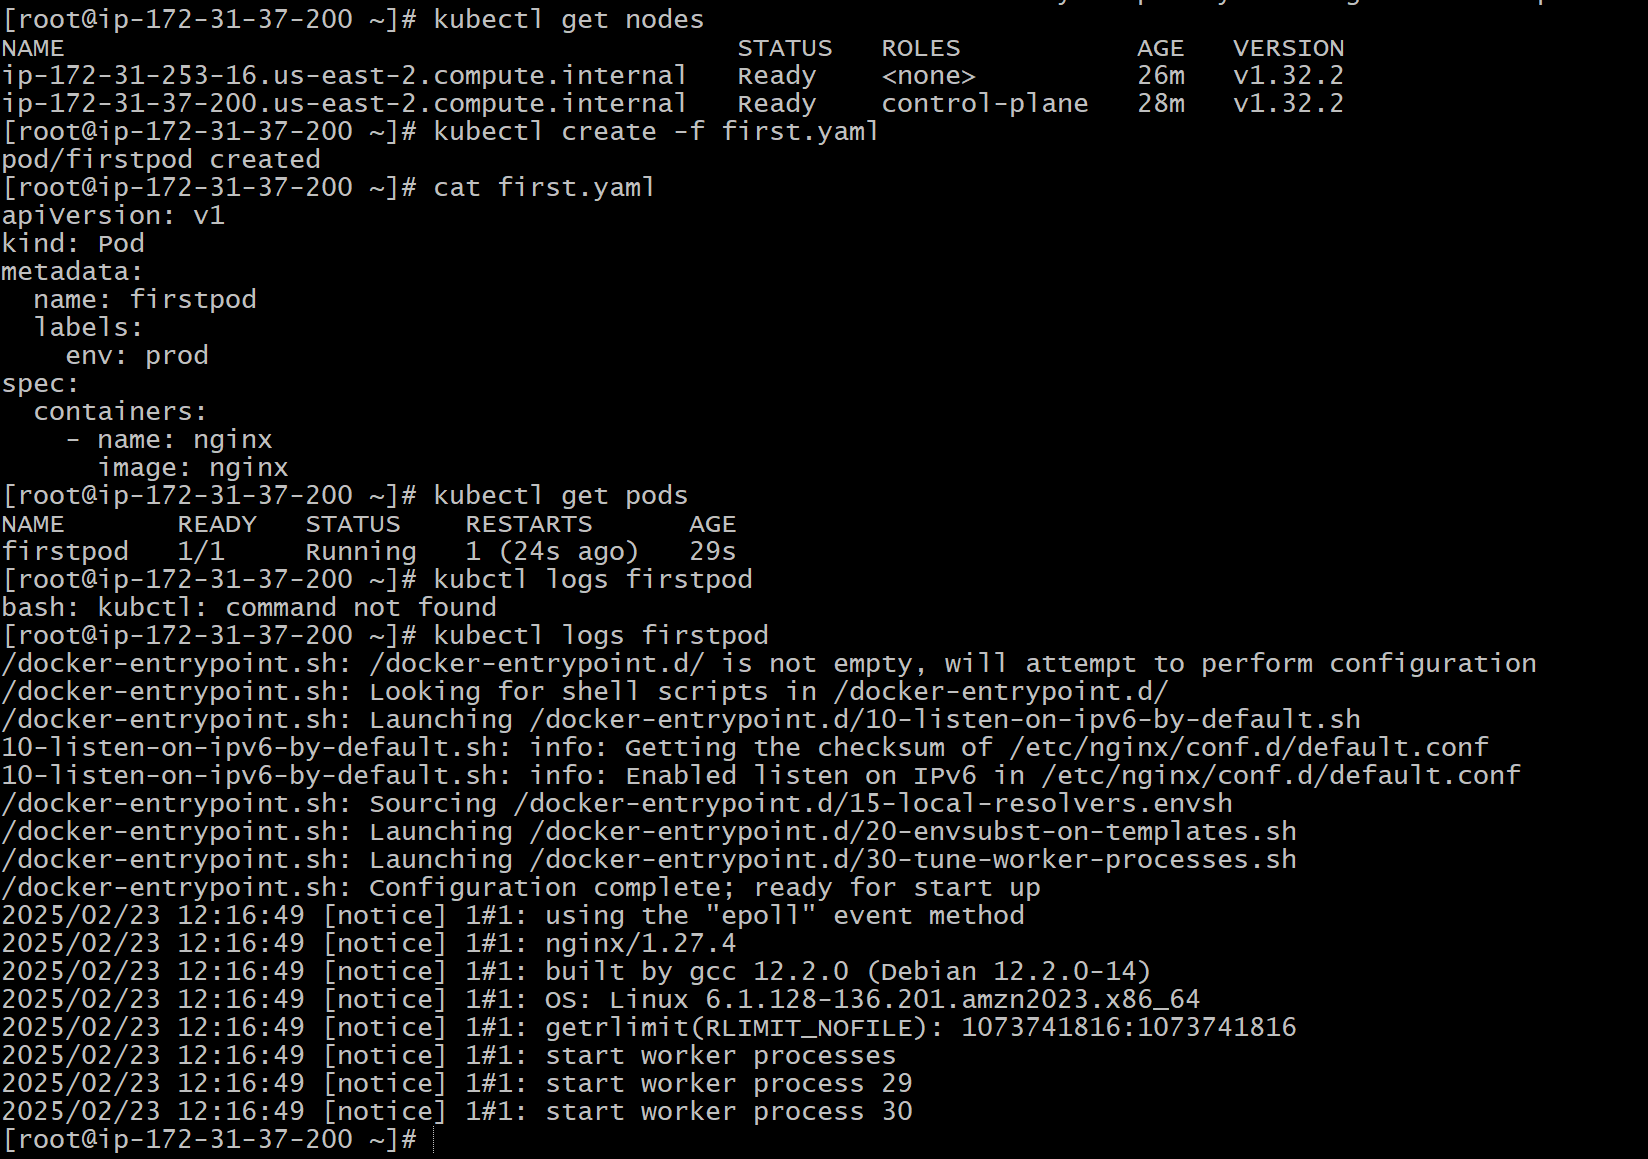 [root@ip-172-31-37-200 ~]# kubectl get nodes
NAME                                          STATUS   ROLES           AGE   VERSION
ip-172-31-253-16.us-east-2.compute.internal   Ready    <none>          26m   v1.32.2
ip-172-31-37-200.us-east-2.compute.internal   Ready    control-plane   28m   v1.32.2
[root@ip-172-31-37-200 ~]# kubectl create -f first.yaml
pod/firstpod created
[root@ip-172-31-37-200 ~]# cat first.yaml
apiVersion: v1
kind: Pod
metadata:
  name: firstpod
  labels:
    env: prod
spec:
  containers:
    - name: nginx
      image: nginx
[root@ip-172-31-37-200 ~]# kubectl get pods
NAME       READY   STATUS    RESTARTS      AGE
firstpod   1/1     Running   1 (24s ago)   29s
[root@ip-172-31-37-200 ~]# kubctl logs firstpod
bash: kubctl: command not found
[root@ip-172-31-37-200 ~]# kubectl logs firstpod
/docker-entrypoint.sh: /docker-entrypoint.d/ is not empty, will attempt to perform configuration
/docker-entrypoint.sh: Looking for shell scripts in /docker-entrypoint.d/
/docker-entrypoint.sh: Launching /docker-entrypoint.d/10-listen-on-ipv6-by-default.sh
10-listen-on-ipv6-by-default.sh: info: Getting the checksum of /etc/nginx/conf.d/default.conf
10-listen-on-ipv6-by-default.sh: info: Enabled listen on IPv6 in /etc/nginx/conf.d/default.conf
/docker-entrypoint.sh: Sourcing /docker-entrypoint.d/15-local-resolvers.envsh
/docker-entrypoint.sh: Launching /docker-entrypoint.d/20-envsubst-on-templates.sh
/docker-entrypoint.sh: Launching /docker-entrypoint.d/30-tune-worker-processes.sh
/docker-entrypoint.sh: Configuration complete; ready for start up
2025/02/23 12:16:49 [notice] 1#1: using the "epoll" event method
2025/02/23 12:16:49 [notice] 1#1: nginx/1.27.4
2025/02/23 12:16:49 [notice] 1#1: built by gcc 12.2.0 (Debian 12.2.0-14)
2025/02/23 12:16:49 [notice] 1#1: OS: Linux 6.1.128-136.201.amzn2023.x86_64
2025/02/23 12:16:49 [notice] 1#1: getrlimit(RLIMIT_NOFILE): 1073741816:1073741816
2025/02/23 12:16:49 [notice] 1#1: start worker processes
2025/02/23 12:16:49 [notice] 1#1: start worker process 29
2025/02/23 12:16:49 [notice] 1#1: start worker process 30
[root@ip-172-31-37-200 ~]#